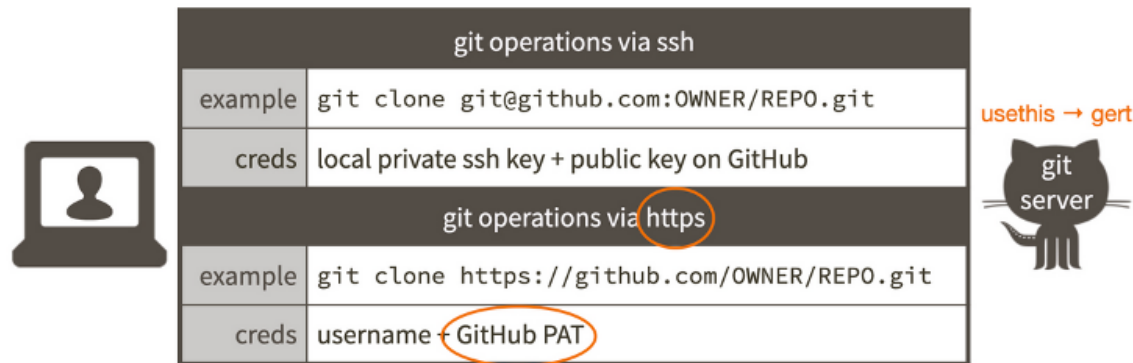 git operations via ssh
example git clone git@github.com:OWNER/REPO.git
creds local private ssh key + public key on GitHub
git operations via https
example git clone https://github.com/OWNER/REPO.git
creds username + GitHub PAT
usethis → gert
git
server